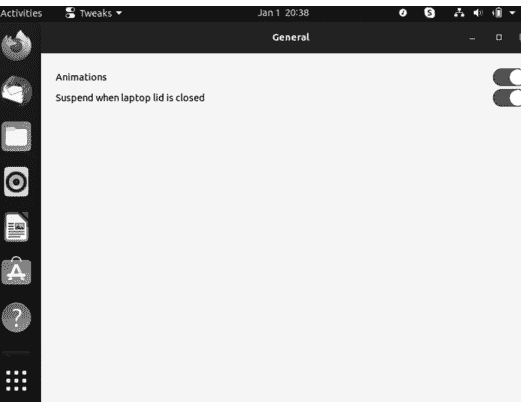 Activities Tweaks Jan 1 20:38
General
Animations
Suspend when laptop lid is closed